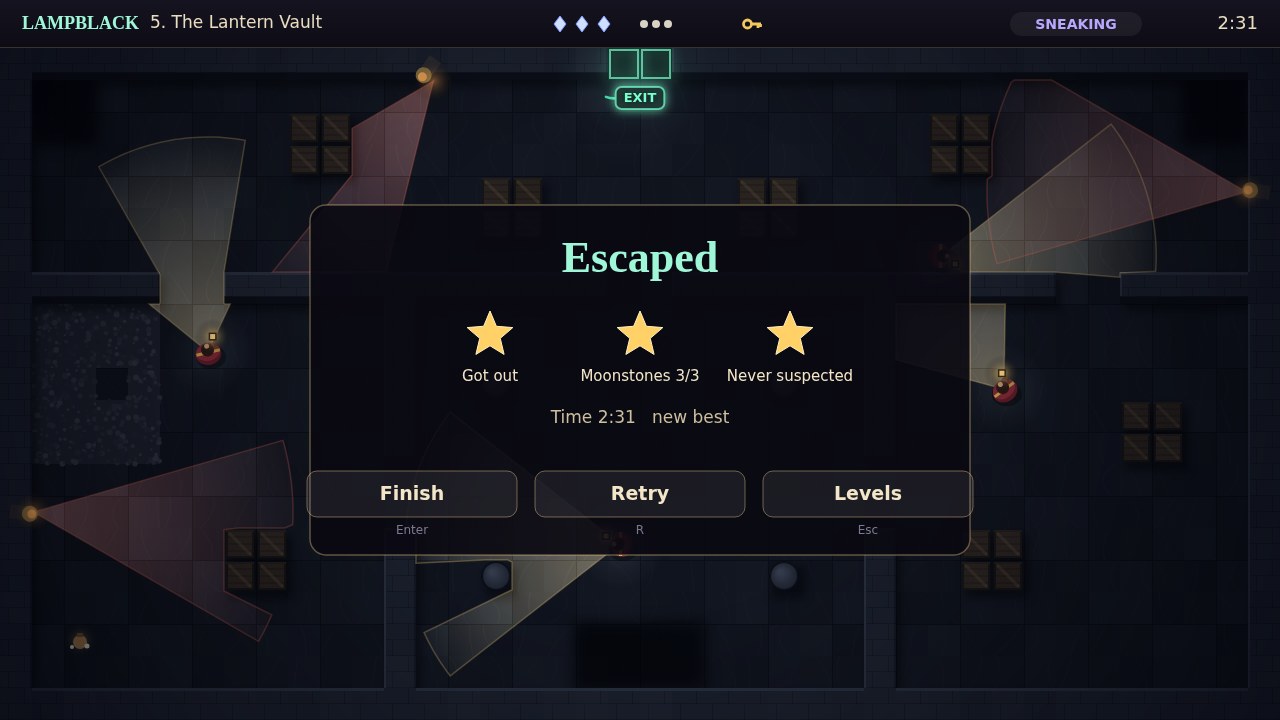 LAMPBLACK 5. The Lantern Vault SNEAKING 2:31
EXIT
Escaped
Got out Moonstones 3/3 Never suspected
Time 2:31 new best
Finish Retry Levels
Enter R Esc